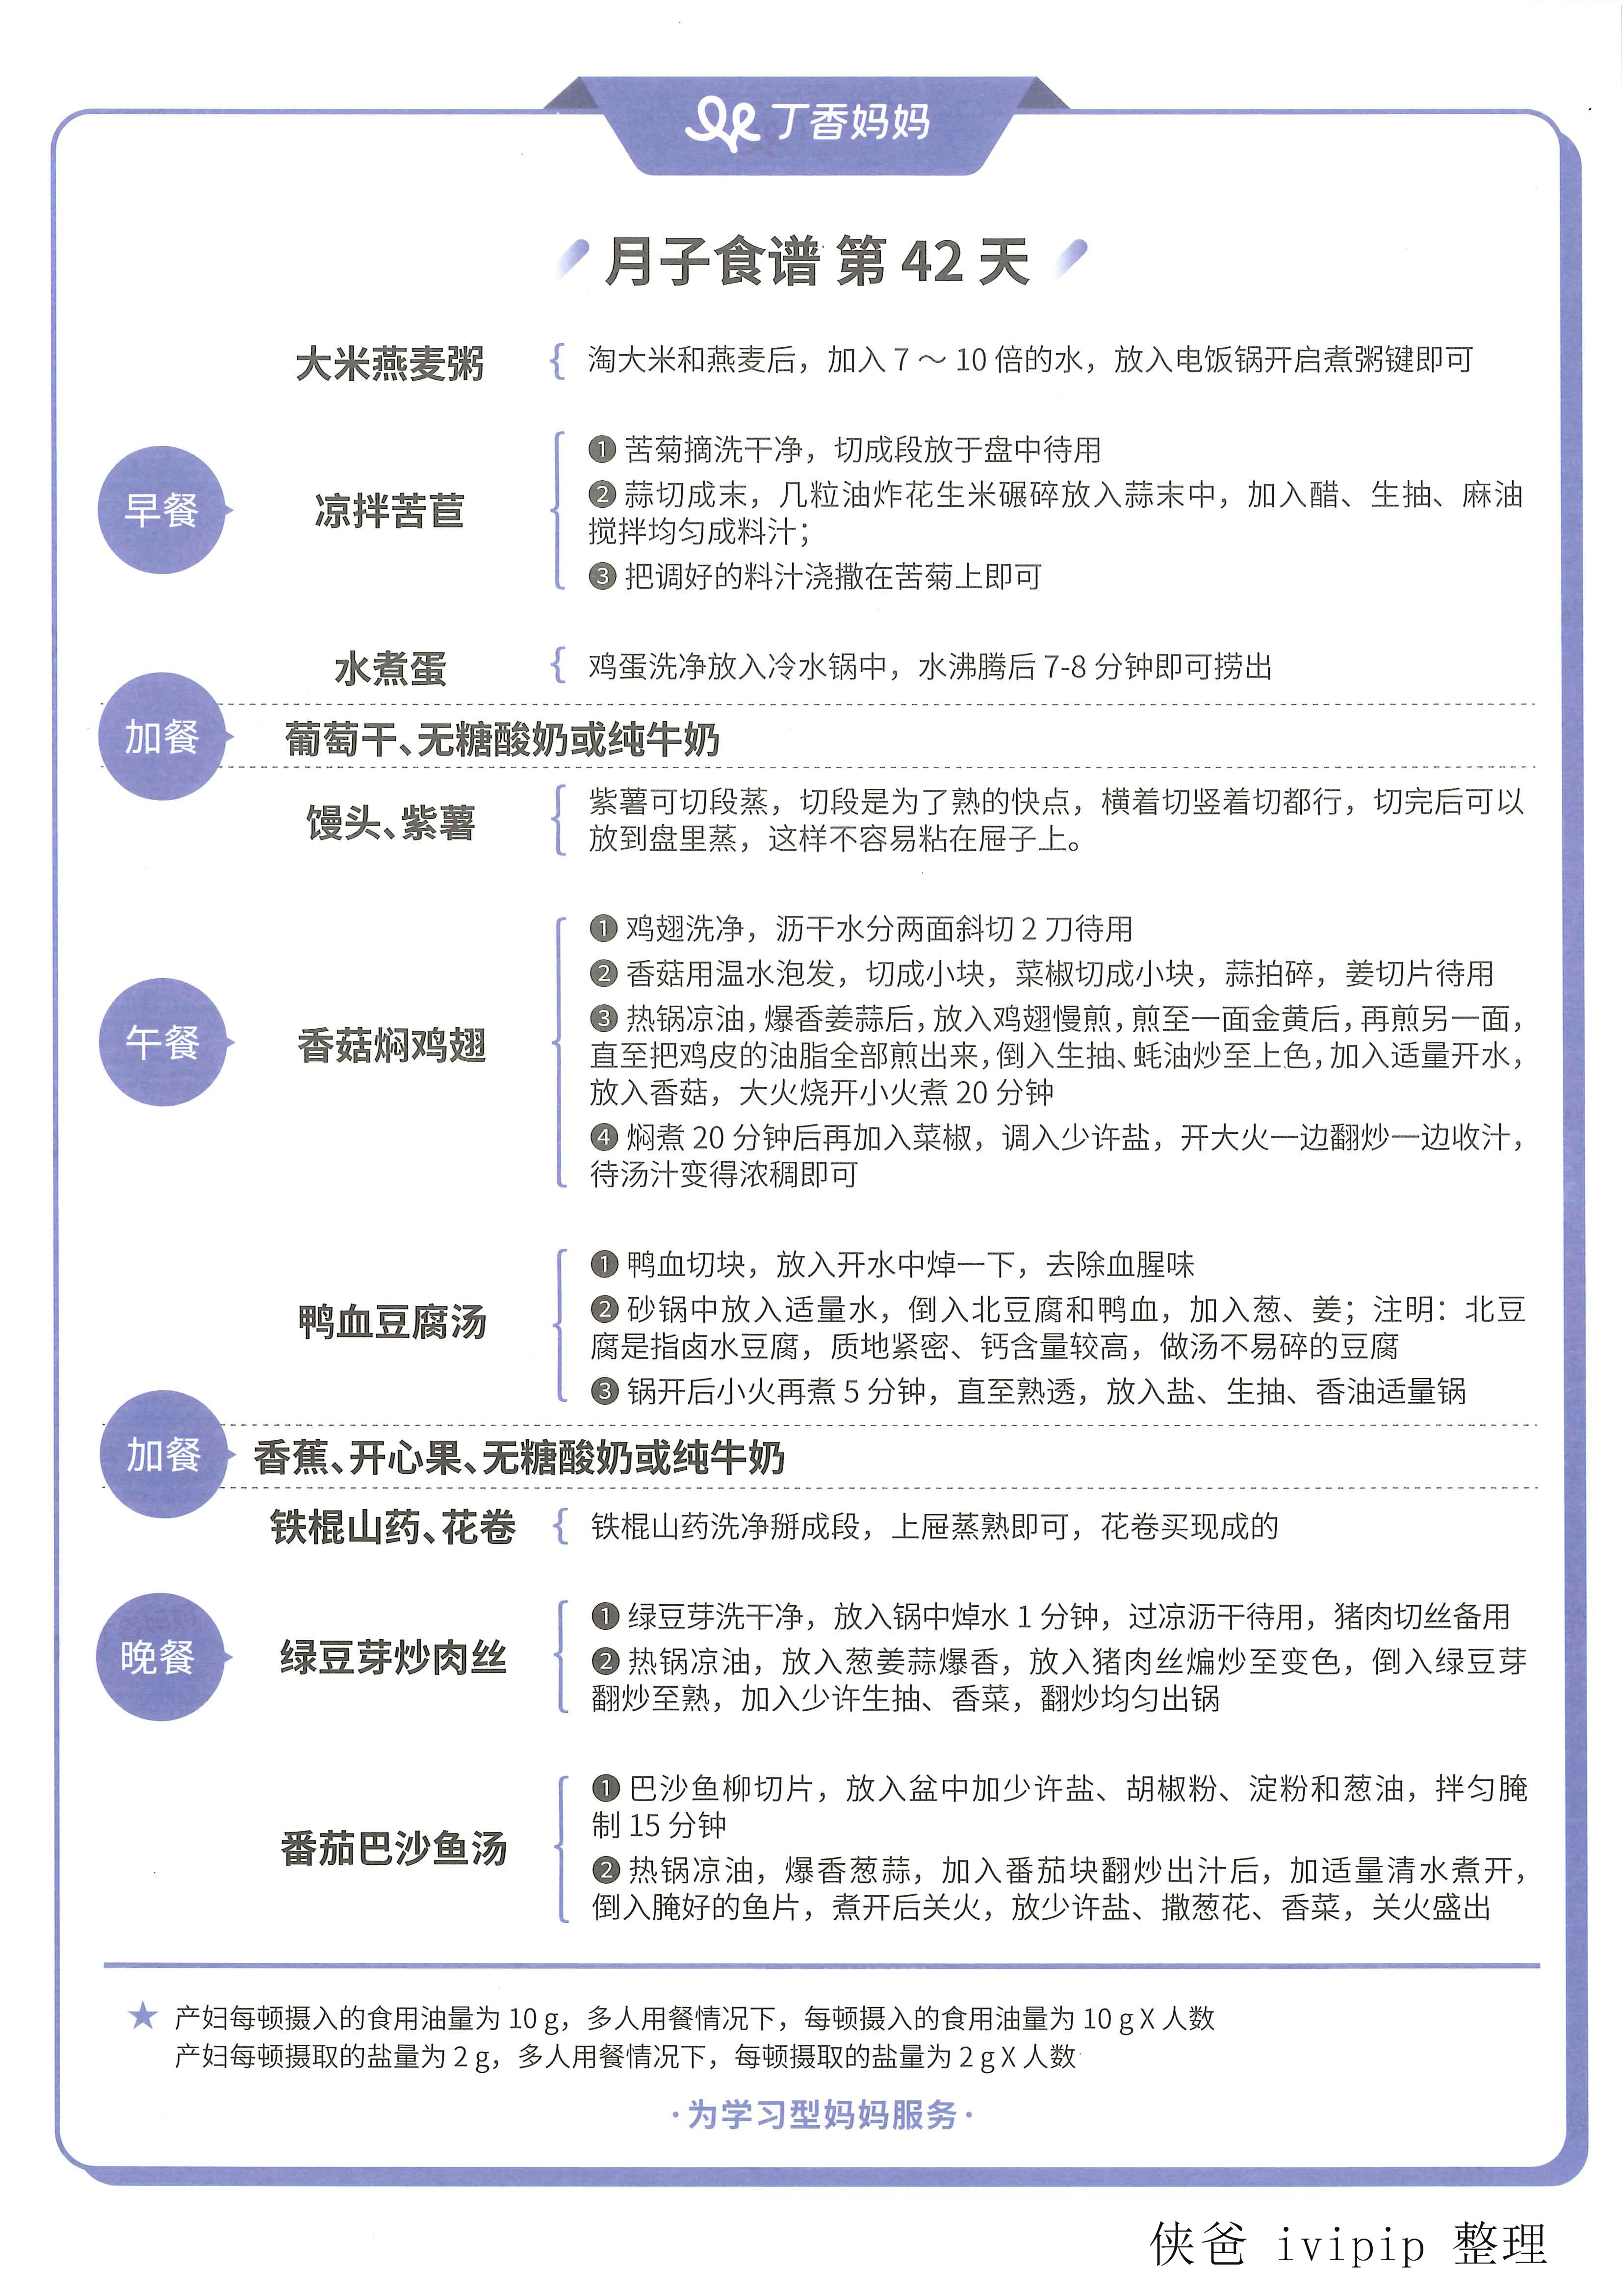 丁香妈妈
月子食谱 第 42 天
早餐
大米燕麦粥
淘大米和燕麦后，加入 7 ～ 10 倍的水，放入电饭锅开启煮粥键即可
凉拌苦苣
❶ 苦菊摘洗干净，切成段放于盘中待用
❷ 蒜切成末，几粒油炸花生米碾碎放入蒜末中，加入醋、生抽、麻油
搅拌均匀成料汁；
❸ 把调好的料汁浇撒在苦菊上即可
水煮蛋
鸡蛋洗净放入冷水锅中，水沸腾后 7-8 分钟即可捞出
加餐
葡萄干、无糖酸奶或纯牛奶
午餐
馒头、紫薯
紫薯可切段蒸，切段是为了熟的快点，横着切竖着切都行，切完后可以
放到盘里蒸，这样不容易粘在屉子上。
香菇焖鸡翅
❶ 鸡翅洗净，沥干水分两面斜切 2 刀待用
❷ 香菇用温水泡发，切成小块，菜椒切成小块，蒜拍碎，姜切片待用
❸ 热锅凉油，爆香姜蒜后，放入鸡翅慢煎，煎至一面金黄后，再煎另一面，
直至把鸡皮的油脂全部煎出来，倒入生抽、蚝油炒至上色，加入适量开水，
放入香菇，大火烧开小火煮 20 分钟
❹ 焖煮 20 分钟后再加入菜椒，调入少许盐，开大火一边翻炒一边收汁，
待汤汁变得浓稠即可
鸭血豆腐汤
❶ 鸭血切块，放入开水中焯一下，去除血腥味
❷ 砂锅中放入适量水，倒入北豆腐和鸭血，加入葱、姜；注明：北豆
腐是指卤水豆腐，质地紧密、钙含量较高，做汤不易碎的豆腐
❸ 锅开后小火再煮 5 分钟，直至熟透，放入盐、生抽、香油适量锅
加餐
香蕉、开心果、无糖酸奶或纯牛奶
晚餐
铁棍山药、花卷
铁棍山药洗净掰成段，上屉蒸熟即可，花卷买现成的
绿豆芽炒肉丝
❶ 绿豆芽洗干净，放入锅中焯水 1 分钟，过凉沥干待用，猪肉切丝备用
❷ 热锅凉油，放入葱姜蒜爆香，放入猪肉丝煸炒至变色，倒入绿豆芽
翻炒至熟，加入少许生抽、香菜，翻炒均匀出锅
番茄巴沙鱼汤
❶ 巴沙鱼柳切片，放入盆中加少许盐、胡椒粉、淀粉和葱油，拌匀腌
制 15 分钟
❷ 热锅凉油，爆香葱蒜，加入番茄块翻炒出汁后，加适量清水煮开，
倒入腌好的鱼片，煮开后关火，放少许盐、撒葱花、香菜，关火盛出
★ 产妇每顿摄入的食用油量为 10 g，多人用餐情况下，每顿摄入的食用油量为 10 g X 人数
产妇每顿摄取的盐量为 2 g，多人用餐情况下，每顿摄取的盐量为 2 g X 人数
· 为学习型妈妈服务 ·
侠爸 ivipip 整理